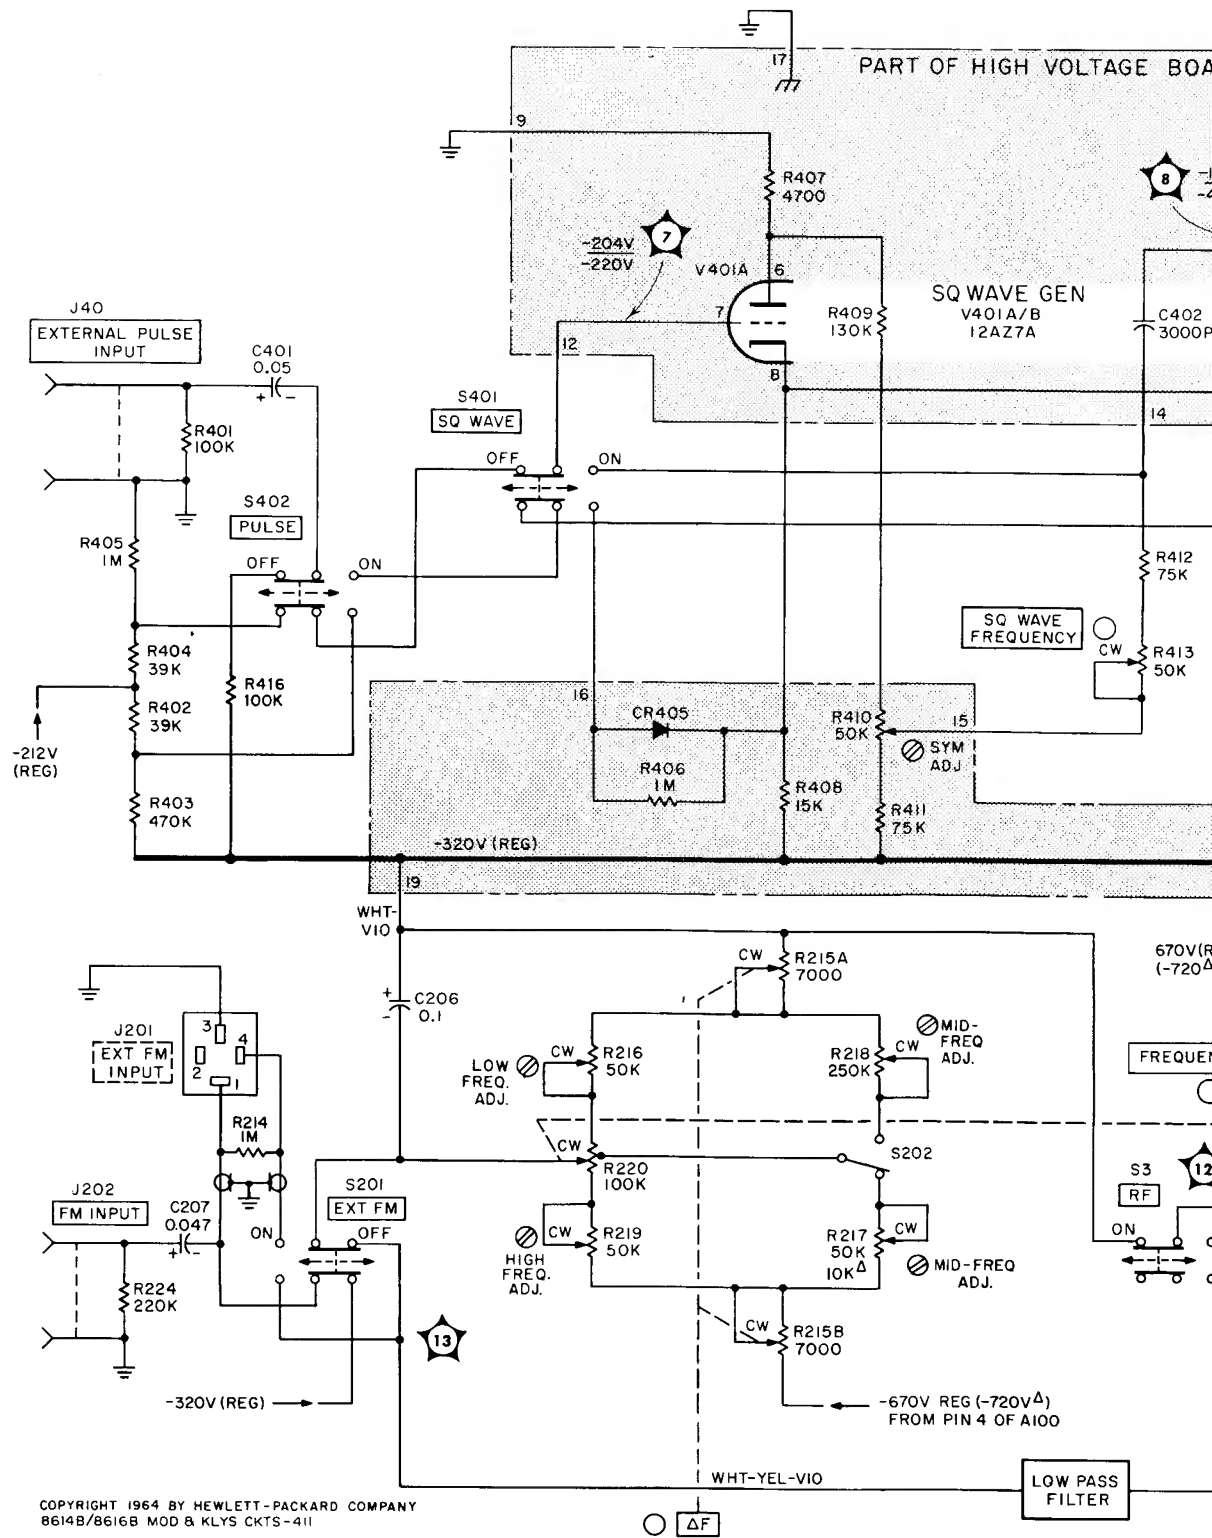 17
PART OF HIGH VOLTAGE BOA
9
R407
4700
8
7
-204V
-220V
V401A
6
SQ WAVE GEN
V401A/B
12AZ7A
J40
EXTERNAL PULSE
INPUT
7
R409
130K
C402
3000P
12
C401
0.05
+ -
8
S401
SQ WAVE
14
R401
100K
OFF
ON
S402
PULSE
R405
1M
OFF
ON
R412
75K
SQ WAVE
FREQUENCY
CW
R413
50K
R404
39K
R416
100K
16
R402
39K
CR405
R410
50K
15
-212V
(REG)
SYM
ADJ
R406
1M
R408
15K
R403
470K
R411
75K
-320V (REG)
19
WHT-
VIO
CW
R215A
7000
670V(R
(-720Δ
+
-
C206
0.1
J201
EXT FM
INPUT
3
4
2
1
MID-
FREQ
ADJ.
LOW
FREQ.
ADJ.
CW
R216
50K
R218
250K
CW
FREQUEN
R214
1M
CW
R220
100K
S202
S3
RF
12
J202
FM INPUT
C207
0.047
+ -
S201
EXT FM
ON
OFF
CW
R219
50K
R217
50K
10KΔ
CW
ON
HIGH
FREQ.
ADJ.
MID-FREQ
ADJ.
R224
220K
13
CW
R215B
7000
-320V (REG)
-670V REG (-720VΔ)
FROM PIN 4 OF A100
WHT-YEL-VIO
LOW PASS
FILTER
COPYRIGHT 1964 BY HEWLETT-PACKARD COMPANY
8614B/8616B MOD & KLYS CKTS-411
ΔF